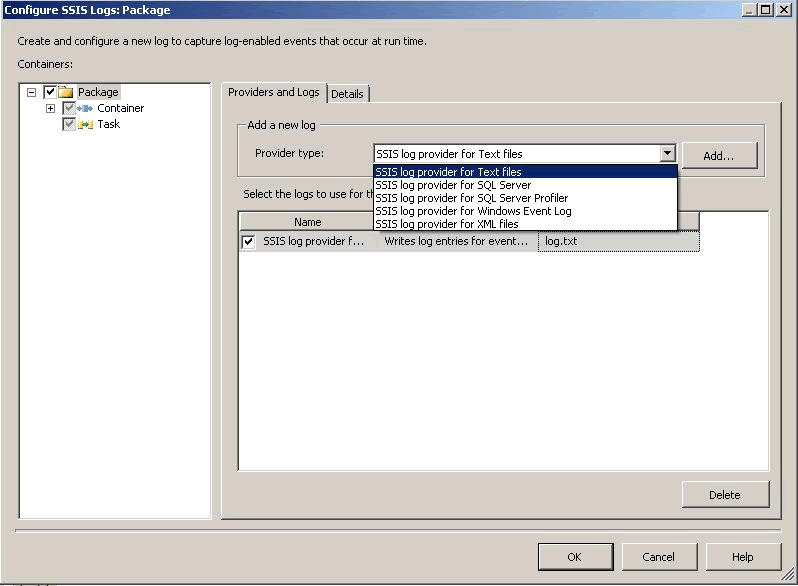 Configure SSIS Logs: Package
Create and configure a new log to capture log-enabled events that occur at run time.
Containers:
Package
Container
Task
Providers and Logs
Details
Add a new log
Provider type:
SSIS log provider for Text files
Add...
SSIS log provider for Text files
SSIS log provider for SQL Server
SSIS log provider for SQL Server Profiler
SSIS log provider for Windows Event Log
SSIS log provider for XML files
Select the logs to use for th
Name
SSIS log provider f... Writes log entries for event... log.txt
Delete
OK
Cancel
Help